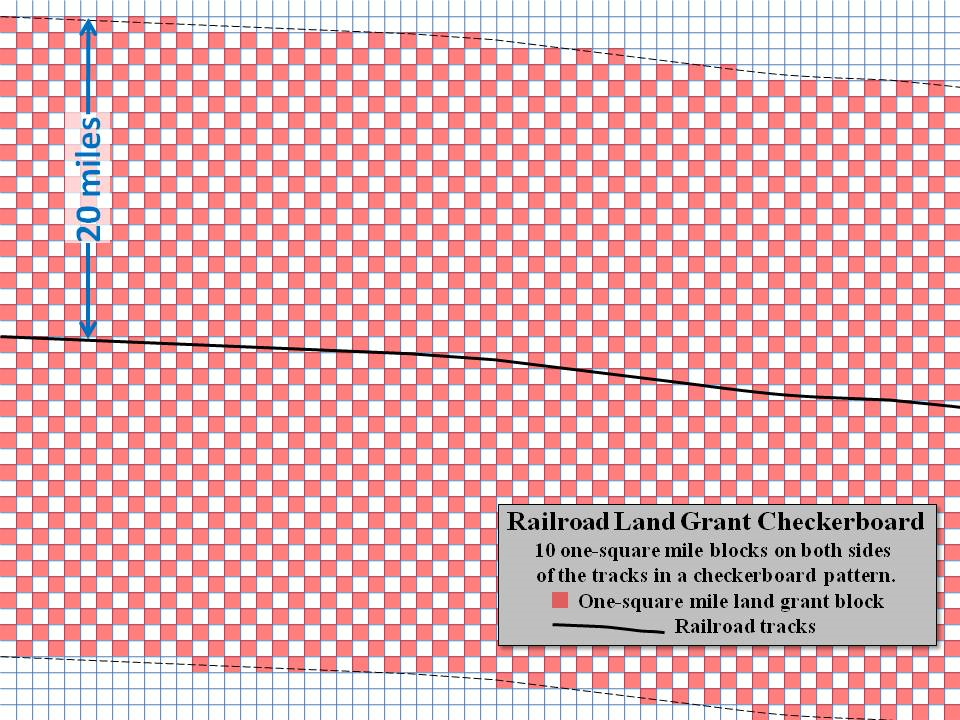 20 miles
Railroad Land Grant Checkerboard
10 one-square mile blocks on both sides
of the tracks in a checkerboard pattern.
One-square mile land grant block
Railroad tracks